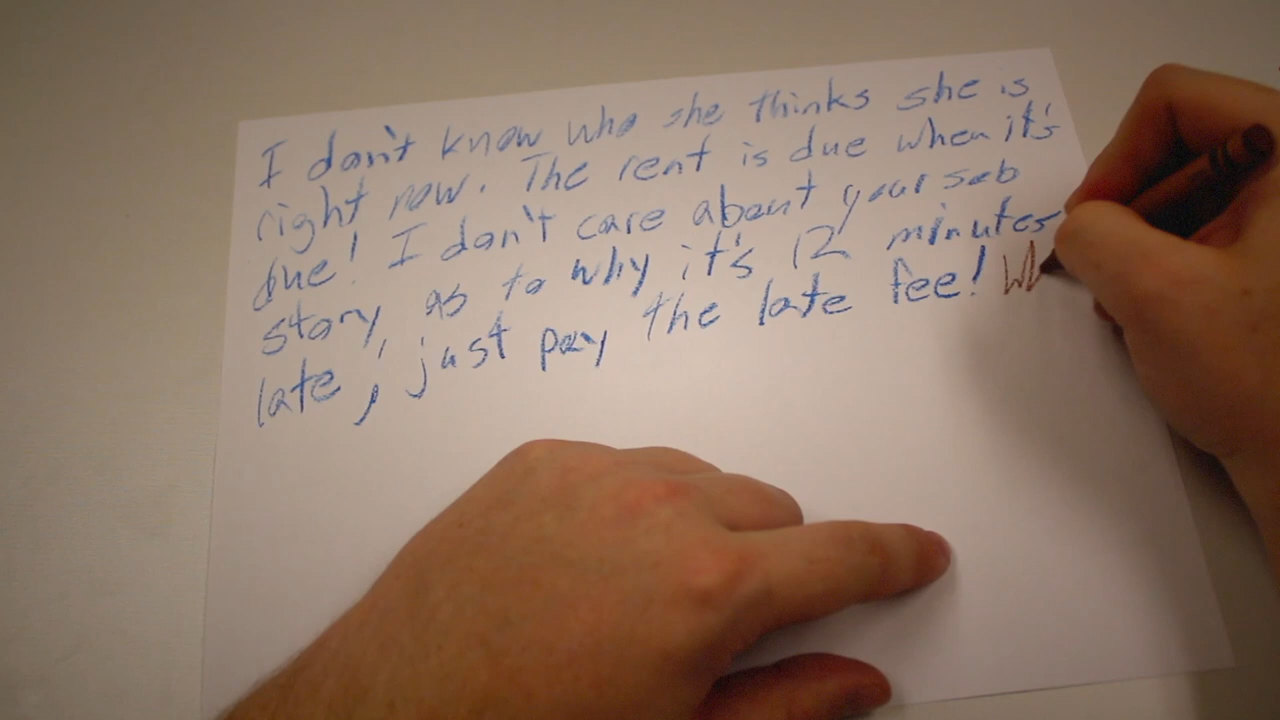 I don't know who she thinks she is
right now. The rent is due when it's
due! I don't care about your sob
story, as to why it's 12 minutes
late, just pay the late fee!